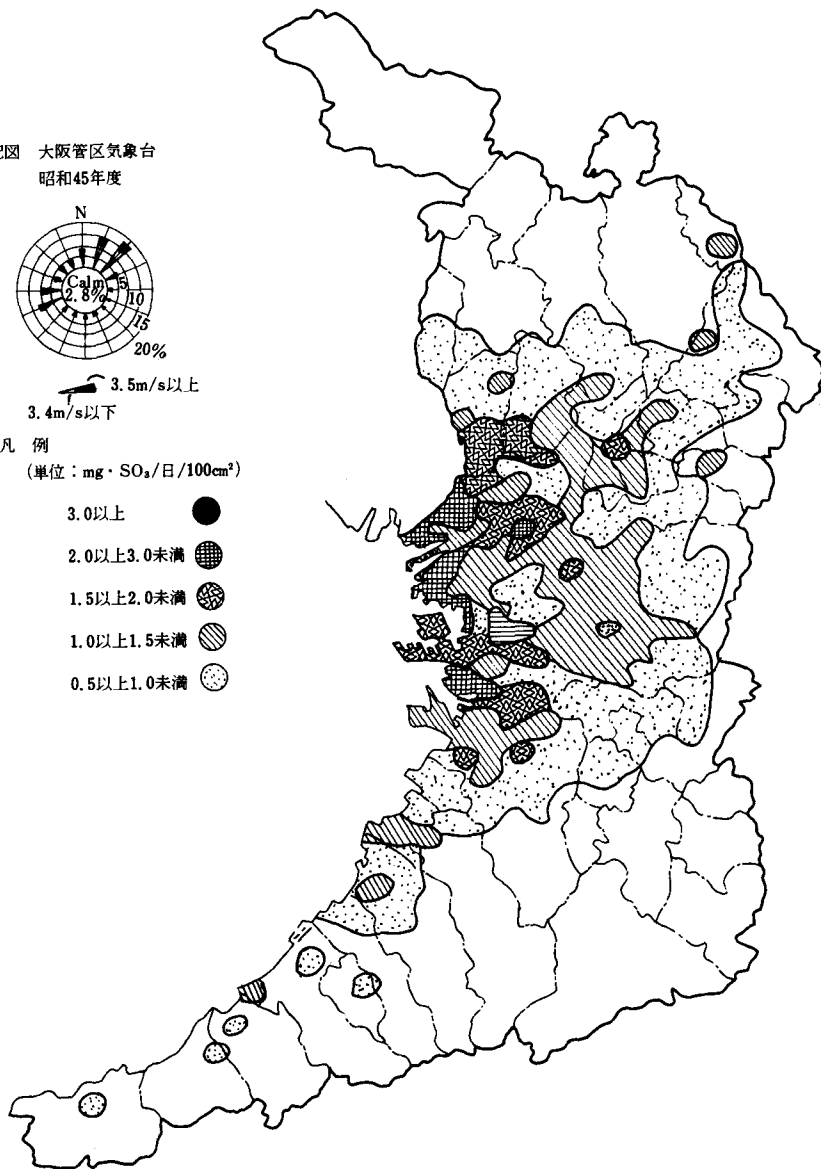 配図 大阪管区気象台
昭和45年度
N
Calm
2.8%
5
10
15
20%
3.5m/s以上
3.4m/s以下
凡 例
(単位：mg・SO₃/日/100cm²)
3.0以上
2.0以上3.0未満
1.5以上2.0未満
1.0以上1.5未満
0.5以上1.0未満